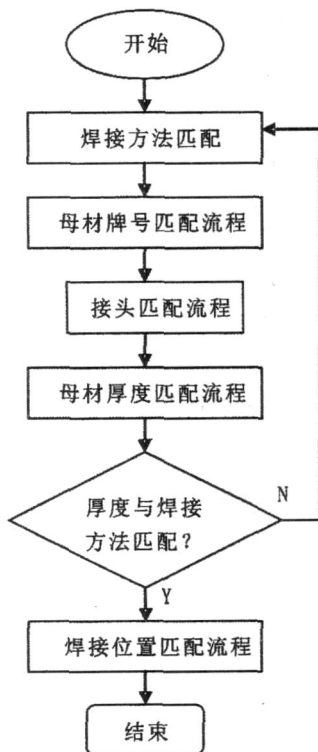 开始
焊接方法匹配
母材牌号匹配流程
接头匹配流程
母材厚度匹配流程
厚度与焊接
方法匹配？
N
Y
焊接位置匹配流程
结束